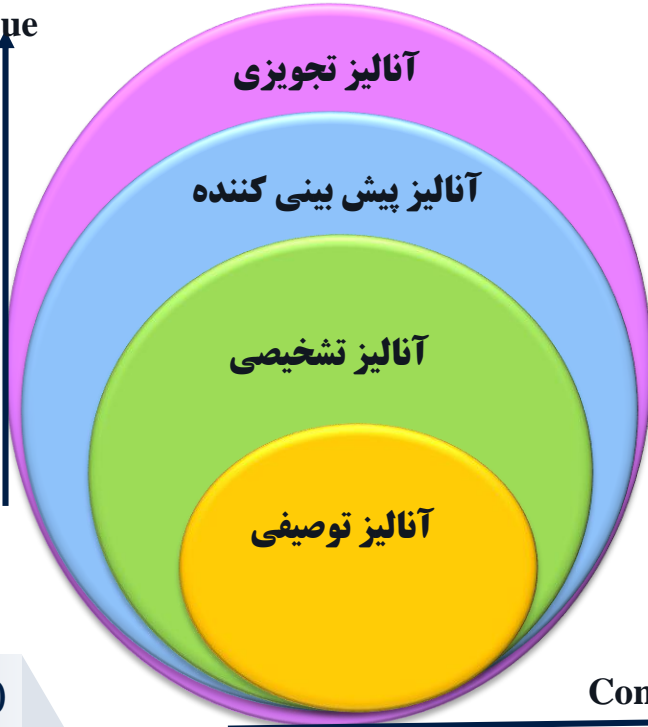 ue
آنالیز تجویزی
آنالیز پیش بینی کننده
آنالیز تشخیصی
آنالیز توصیفی
Con